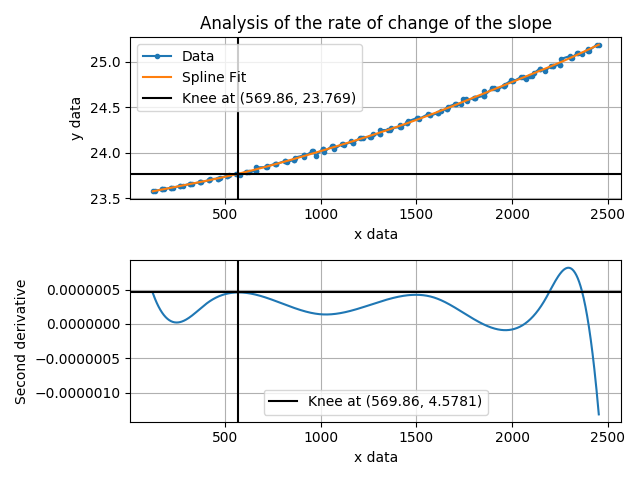 Analysis of the rate of change of the slope
Data
Spline Fit
Knee at (569.86, 23.769)
y data
25.0
24.5
24.0
23.5
500
1000
1500
2000
2500
x data
Second derivative
0.0000005
0.0000000
−0.0000005
−0.0000010
Knee at (569.86, 4.5781)
500
1000
1500
2000
2500
x data